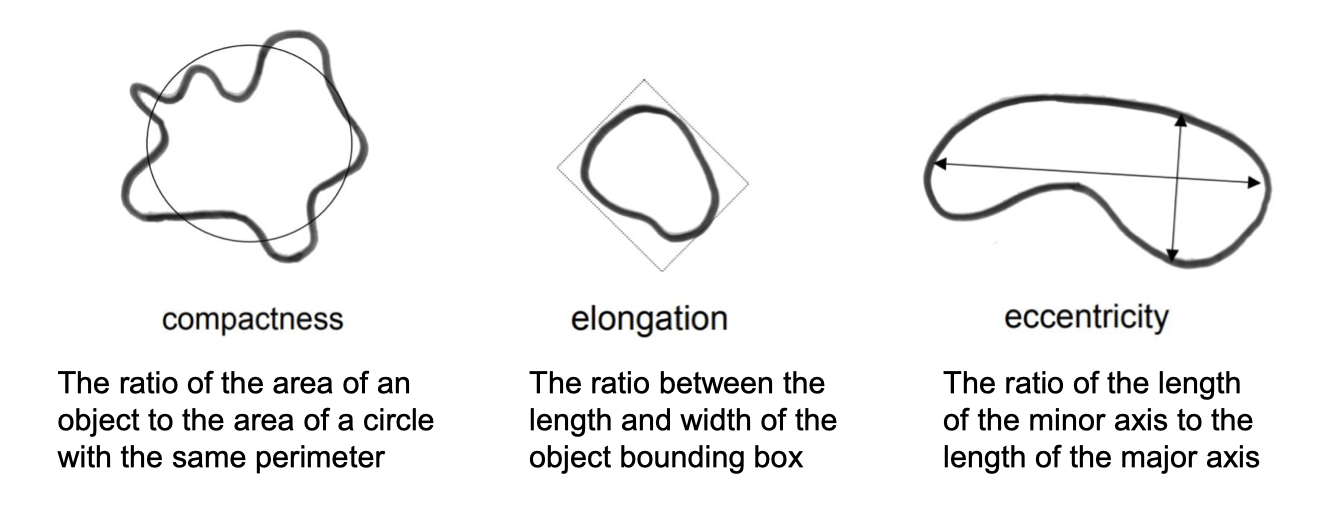 compactness
The ratio of the area of an
object to the area of a circle
with the same perimeter
elongation
The ratio between the
length and width of the
object bounding box
eccentricity
The ratio of the length
of the minor axis to the
length of the major axis